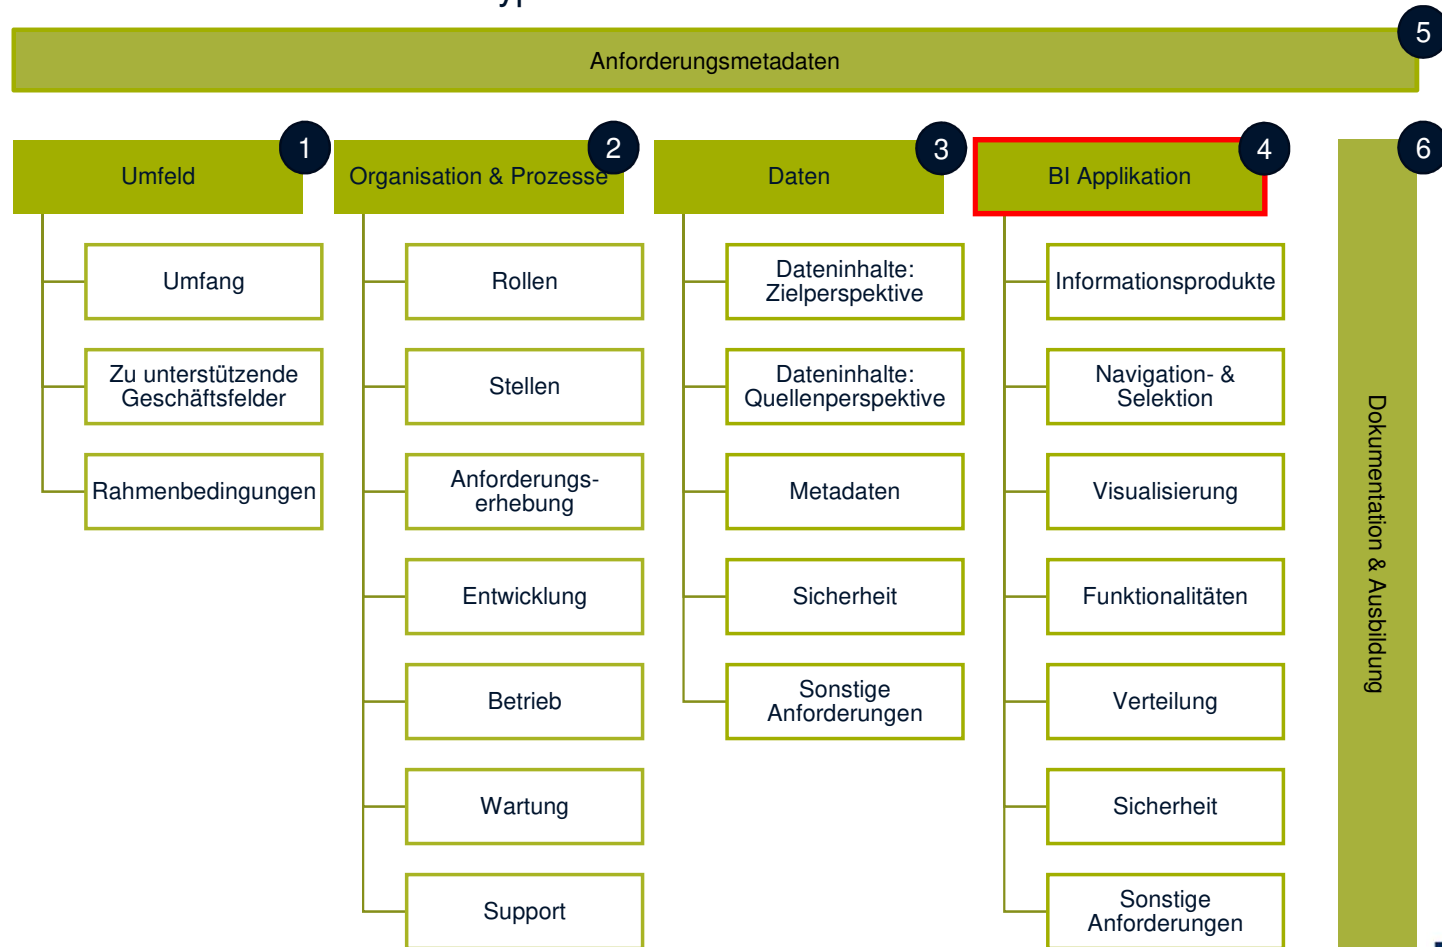 5
Anforderungsmetadaten
1
Umfeld
Umfang
Zu unterstützende
Geschäftsfelder
Rahmenbedingungen
2
Organisation & Prozesse
Rollen
Stellen
Anforderungs-
erhebung
Entwicklung
Betrieb
Wartung
Support
3
Daten
Dateninhalte:
Zielperspektive
Dateninhalte:
Quellenperspektive
Metadaten
Sicherheit
Sonstige
Anforderungen
4
BI Applikation
Informationsprodukte
Navigation- &
Selektion
Visualisierung
Funktionalitäten
Verteilung
Sicherheit
Sonstige
Anforderungen
6
Dokumentation & Ausbildung